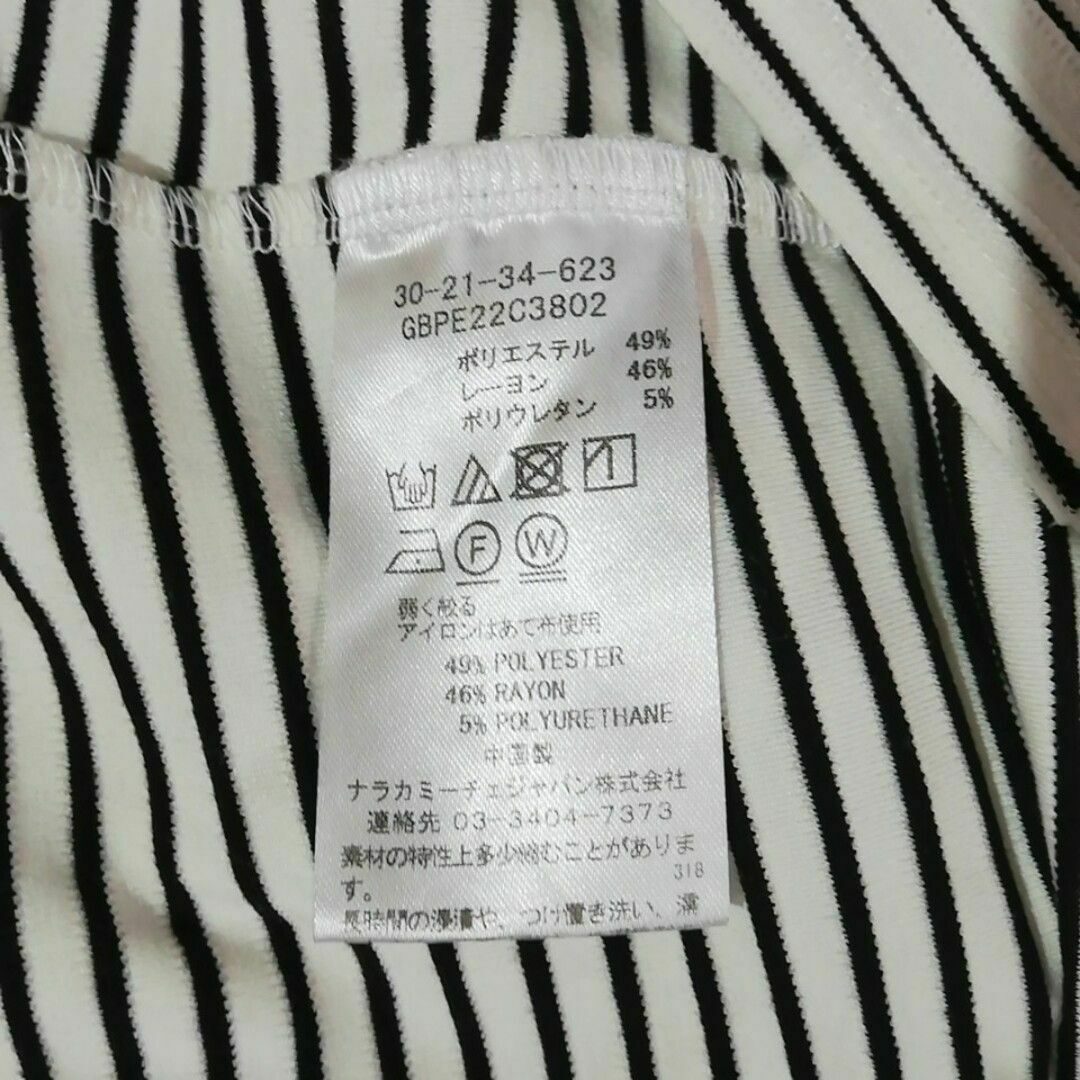 30-21-34-623
GBPE22C3802
ポリエステル 49%
レーヨン 46%
ポリウレタン 5%
F W
弱く絞る
アイロンはあて布使用
49% POLYESTER
46% RAYON
5% POLYURETHANE
中国製
ナラカミーチェジャパン株式会社
連絡先 03-3404-7373
素材の特性上多少縮むことがありま
す。
318
長時間の浸漬や、つけ置き洗い、濡